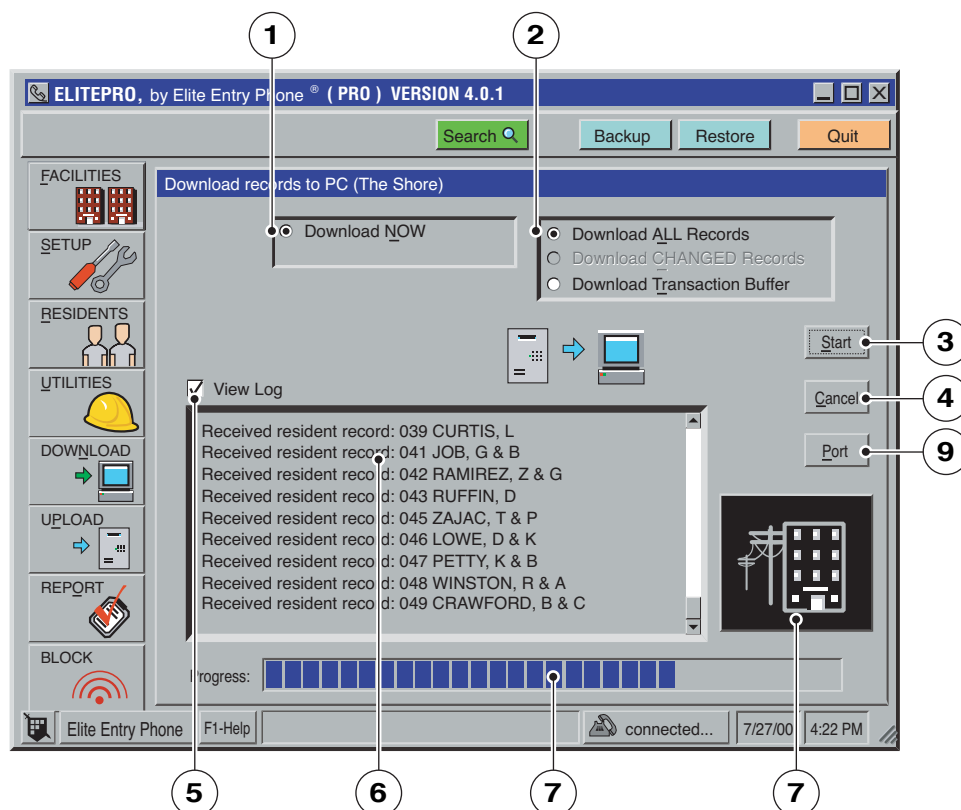 1
2
ELITEPRO, by Elite Entry Phone ® ( PRO ) VERSION 4.0.1
Search
Backup
Restore
Quit
FACILITIES
SETUP
RESIDENTS
UTILITIES
DOWNLOAD
UPLOAD
REPORT
BLOCK
Download records to PC (The Shore)
Download NOW
Download ALL Records
Download CHANGED Records
Download Transaction Buffer
Start
3
Cancel
4
Port
9
View Log
Received resident record: 039 CURTIS, L
Received resident record: 041 JOB, G & B
Received resident record: 042 RAMIREZ, Z & G
Received resident record: 043 RUFFIN, D
Received resident record: 045 ZAJAC, T & P
Received resident record: 046 LOWE, D & K
Received resident record: 047 PETTY, K & B
Received resident record: 048 WINSTON, R & A
Received resident record: 049 CRAWFORD, B & C
Progress:
Elite Entry Phone
F1-Help
connected...
7/27/00
4:22 PM
5
6
7
7